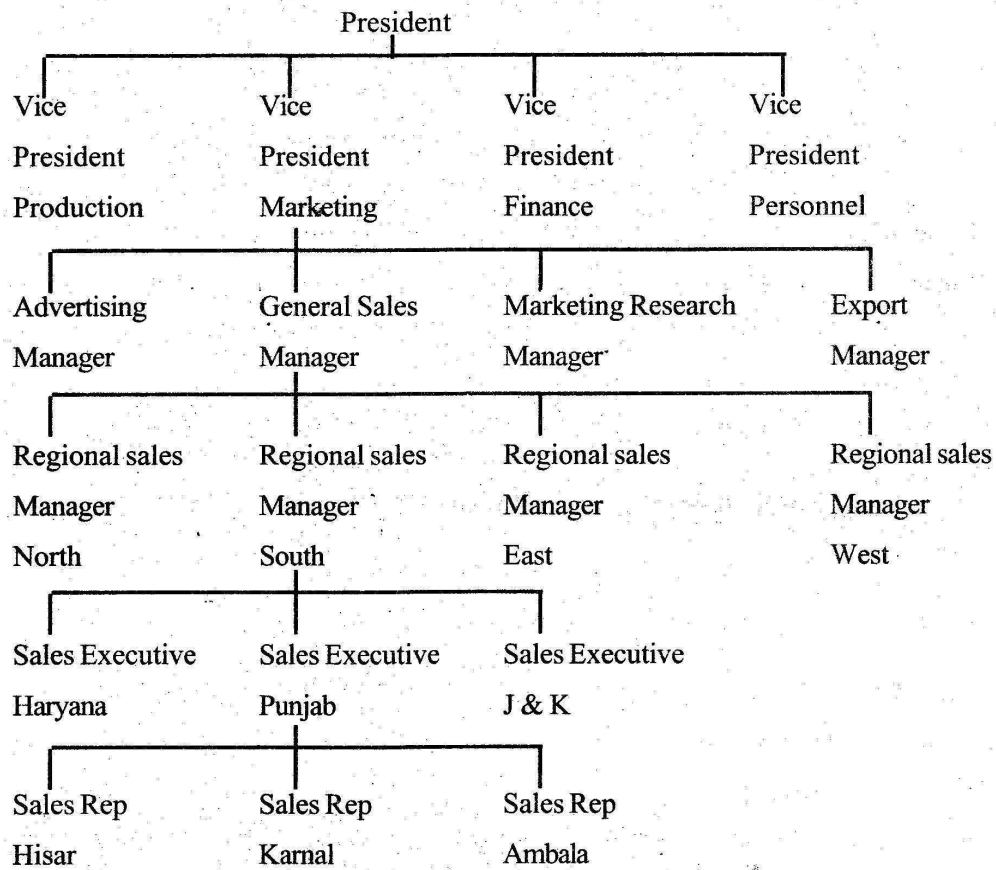 President
Vice Vice Vice Vice
President President President President
Production Marketing Finance Personnel
Advertising General Sales Marketing Research Export
Manager Manager Manager Manager
Regional sales Regional sales Regional sales Regional sales
Manager Manager Manager Manager
North South East West
Sales Executive Sales Executive Sales Executive
Haryana Punjab J & K
Sales Rep Sales Rep Sales Rep
Hisar Karnal Ambala